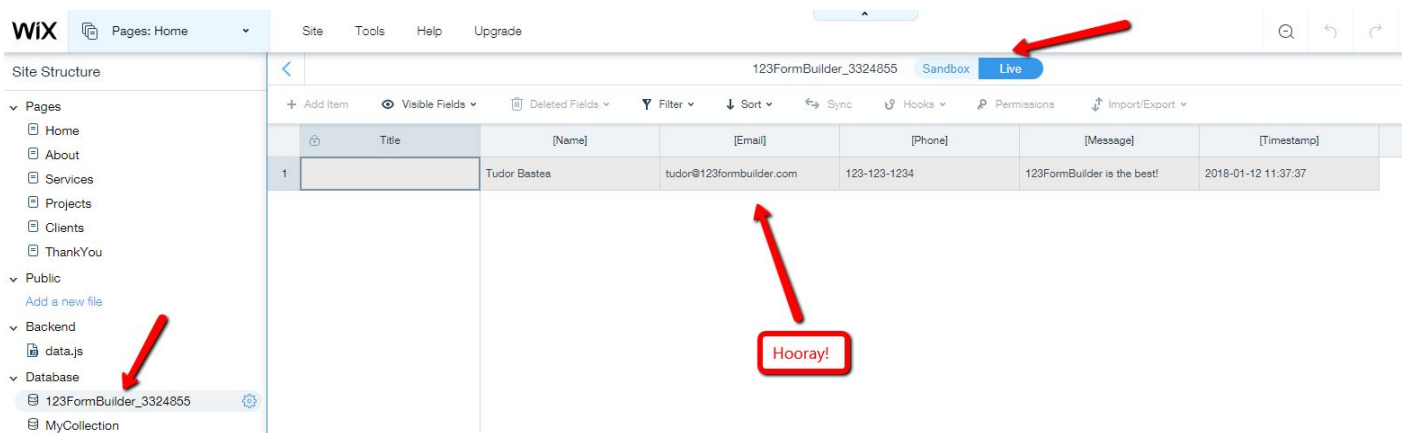 WiX Pages: Home Site Tools Help Upgrade
Site Structure
123FormBuilder_3324855 Sandbox Live
Pages
Home
About
Services
Projects
Clients
ThankYou
Public
Add a new file
Backend
data.js
Database
123FormBuilder_3324855
MyCollection
+ Add Item Visible Fields Deleted Fields Filter Sort Sync Hooks Permissions Import/Export
Title [Name] [Email] [Phone] [Message] [Timestamp]
1 Tudor Bastea tudor@123formbuilder.com 123-123-1234 123FormBuilder is the best! 2018-01-12 11:37:37
Hooray!